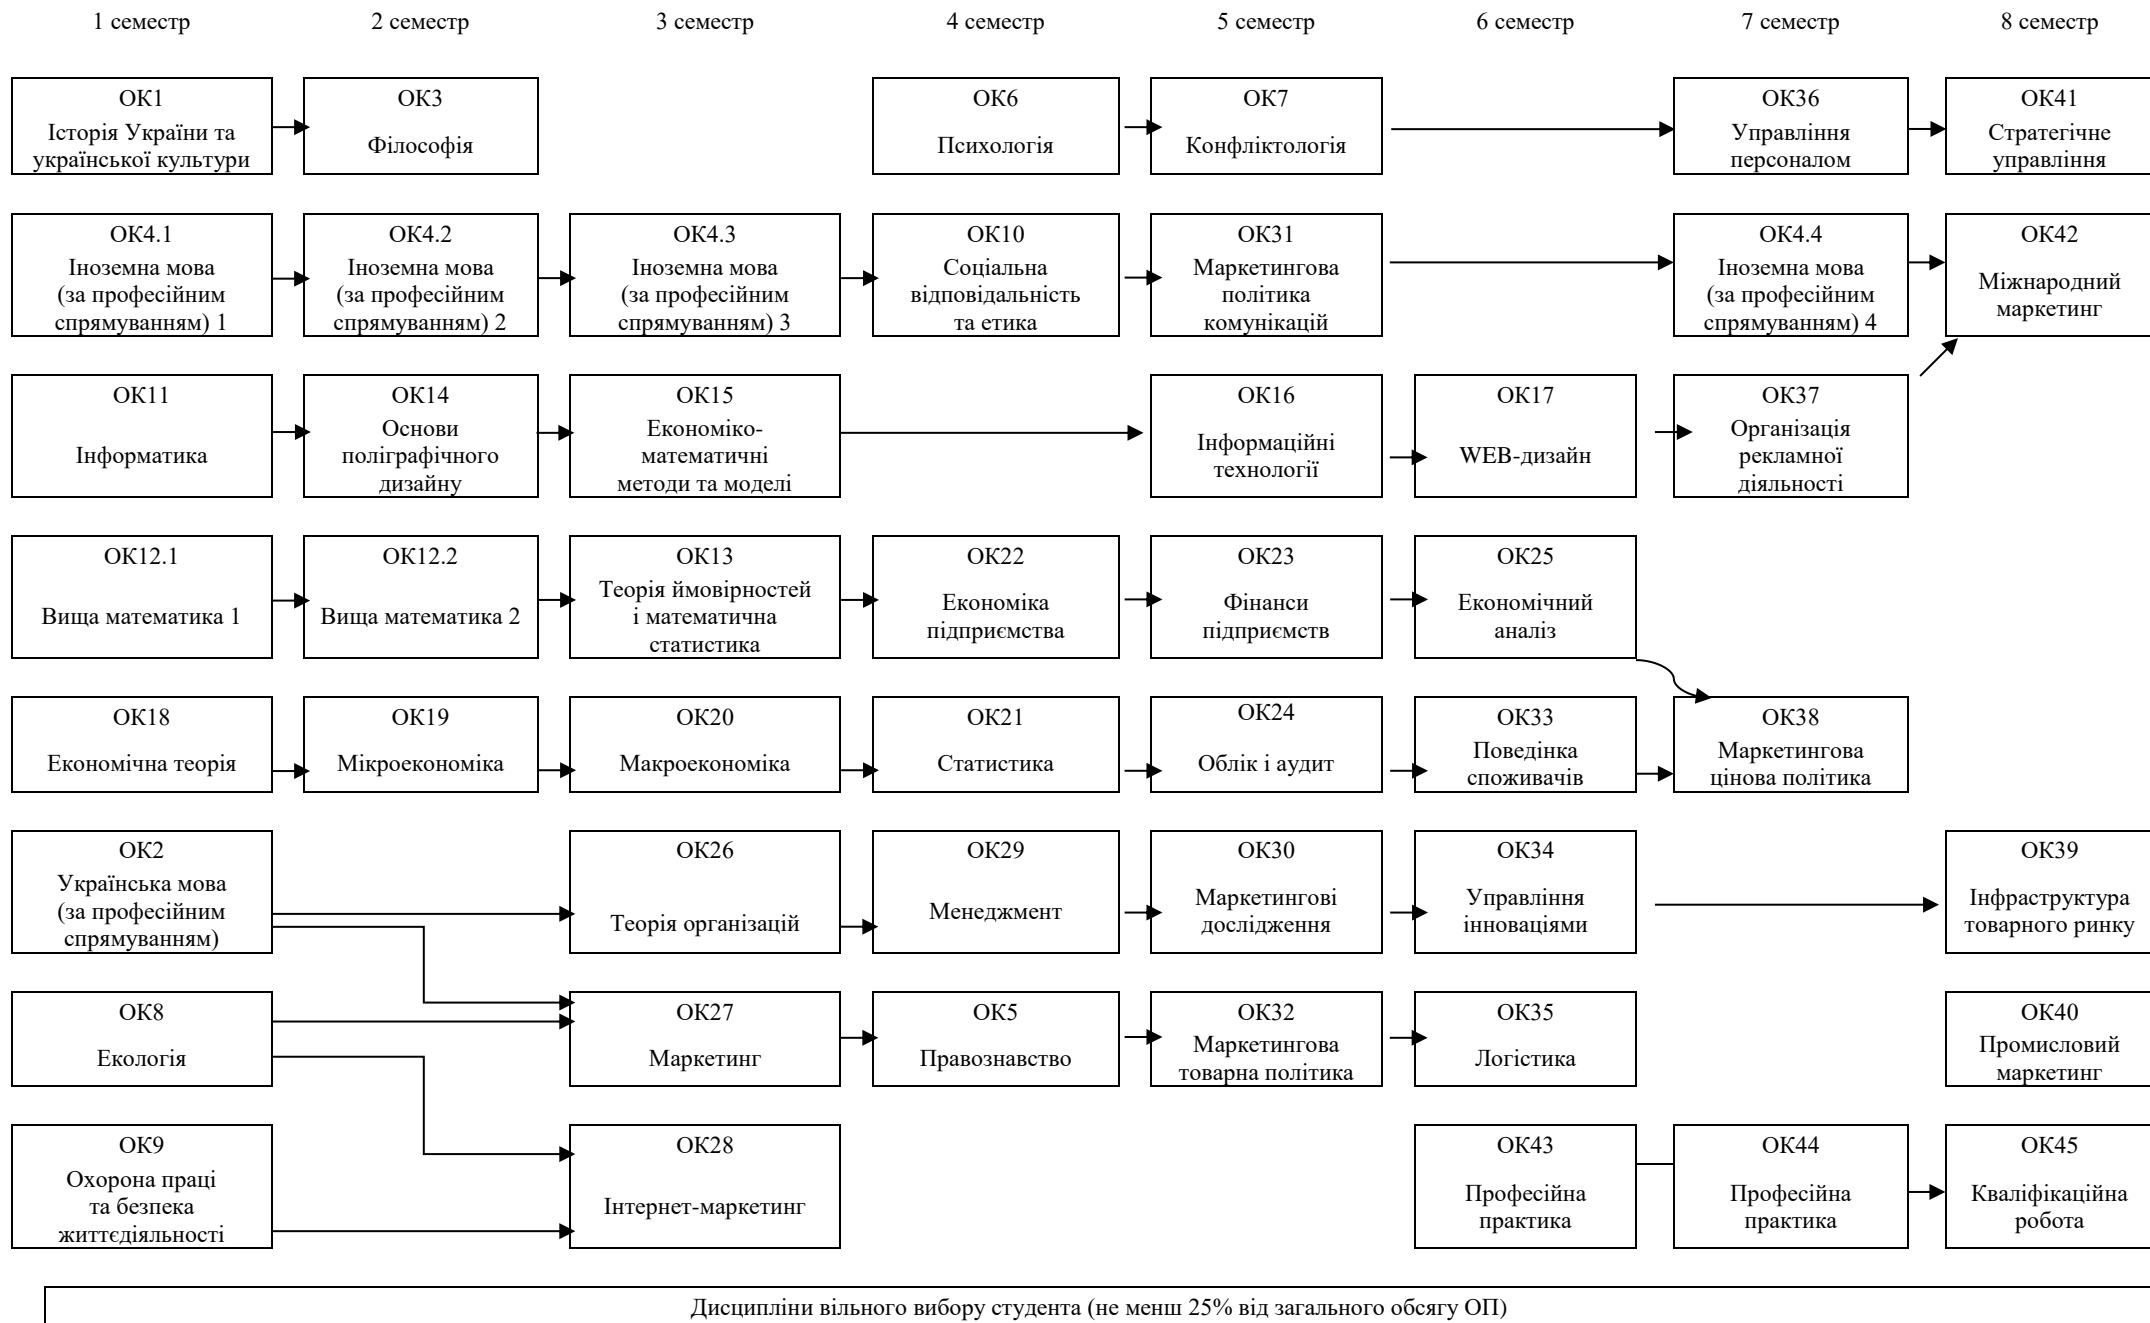 1 семестр
2 семестр
3 семестр
4 семестр
5 семестр
6 семестр
7 семестр
8 семестр
ОК1
Історія України та
української культури
ОК3
Філософія
ОК6
Психологія
ОК7
Конфліктологія
ОК36
Управління
персоналом
ОК41
Стратегічне
управління
ОК4.1
Іноземна мова
(за професійним
спрямуванням) 1
ОК4.2
Іноземна мова
(за професійним
спрямуванням) 2
ОК4.3
Іноземна мова
(за професійним
спрямуванням) 3
ОК10
Соціальна
відповідальність
та етика
ОК31
Маркетингова
політика
комунікацій
ОК4.4
Іноземна мова
(за професійним
спрямуванням) 4
ОК42
Міжнародний
маркетинг
ОК11
Інформатика
ОК14
Основи
поліграфічного
дизайну
ОК15
Економіко-
математичні
методи та моделі
ОК16
Інформаційні
технології
ОК17
WEB-дизайн
ОК37
Організація
рекламної
діяльності
ОК12.1
Вища математика 1
ОК12.2
Вища математика 2
ОК13
Теорія ймовірностей
і математична
статистика
ОК22
Економіка
підприємства
ОК23
Фінанси
підприємств
ОК25
Економічний
аналіз
ОК18
Економічна теорія
ОК19
Мікроекономіка
ОК20
Макроекономіка
ОК21
Статистика
ОК24
Облік і аудит
ОК33
Поведінка
споживачів
ОК38
Маркетингова
цінова політика
ОК2
Українська мова
(за професійним
спрямуванням)
ОК26
Теорія організацій
ОК29
Менеджмент
ОК30
Маркетингові
дослідження
ОК34
Управління
інноваціями
ОК39
Інфраструктура
товарного ринку
ОК8
Екологія
ОК27
Маркетинг
ОК5
Правознавство
ОК32
Маркетингова
товарна політика
ОК35
Логістика
ОК40
Промисловий
маркетинг
ОК9
Охорона праці
та безпека
життєдіяльності
ОК28
Інтернет-маркетинг
ОК43
Професійна
практика
ОК44
Професійна
практика
ОК45
Кваліфікаційна
робота
Дисципліни вільного вибору студента (не менш 25% від загального обсягу ОП)